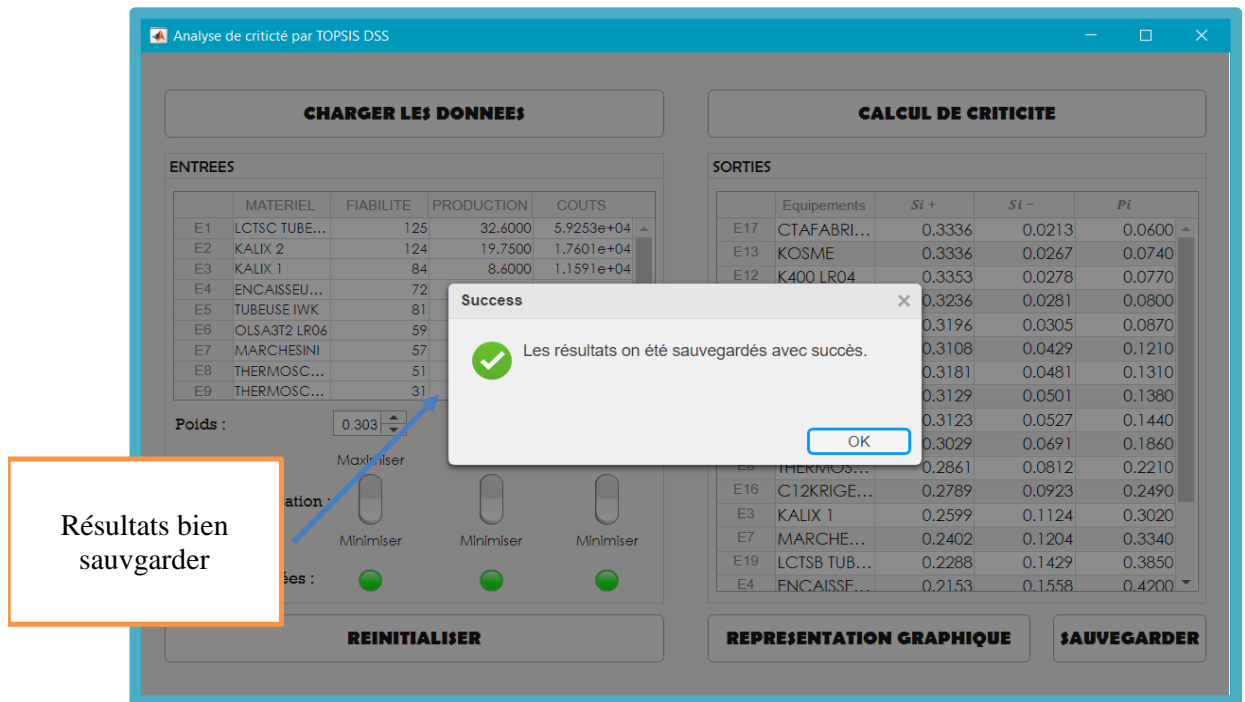 Analyse de criticté par TOPSIS DSS
CHARGER LES DONNEES
CALCUL DE CRITICITE
ENTREES
MATERIEL FIABILITE PRODUCTION COUTS
E1 LCTSC TUBE... 125 32.6000 5.9253e+04
E2 KALIX 2 124 19.7500 1.7601e+04
E3 KALIX 1 84 8.6000 1.1591e+04
E4 ENCAISSEU... 72
E5 TUBEUSE IWK 81
E6 OLSA3T2 LR06 59
E7 MARCHESINI 57
E8 THERMOSC... 51
E9 THERMOSC... 31
Poids :
0.303
Maximiser
ation :
Minimiser Minimiser Minimiser
ées :
REINITIALISER
SORTIES
Equipements Si + Si − Pi
E17 CTAFABRI... 0.3336 0.0213 0.0600
E13 KOSME 0.3336 0.0267 0.0740
E12 K400 LR04 0.3353 0.0278 0.0770
0.3236 0.0281 0.0800
0.3196 0.0305 0.0870
0.3108 0.0429 0.1210
0.3181 0.0481 0.1310
0.3129 0.0501 0.1380
0.3123 0.0527 0.1440
0.3029 0.0691 0.1860
THERMOS... 0.2861 0.0812 0.2210
E16 C12KRIGE... 0.2789 0.0923 0.2490
E3 KALIX 1 0.2599 0.1124 0.3020
E7 MARCHE... 0.2402 0.1204 0.3340
E19 LCTSB TUB... 0.2288 0.1429 0.3850
E4 ENCAISSE... 0.2153 0.1558 0.4200
REPRESENTATION GRAPHIQUE
SAUVEGARDER
Success
Les résultats on été sauvegardés avec succès.
OK
Résultats bien
sauvgarder